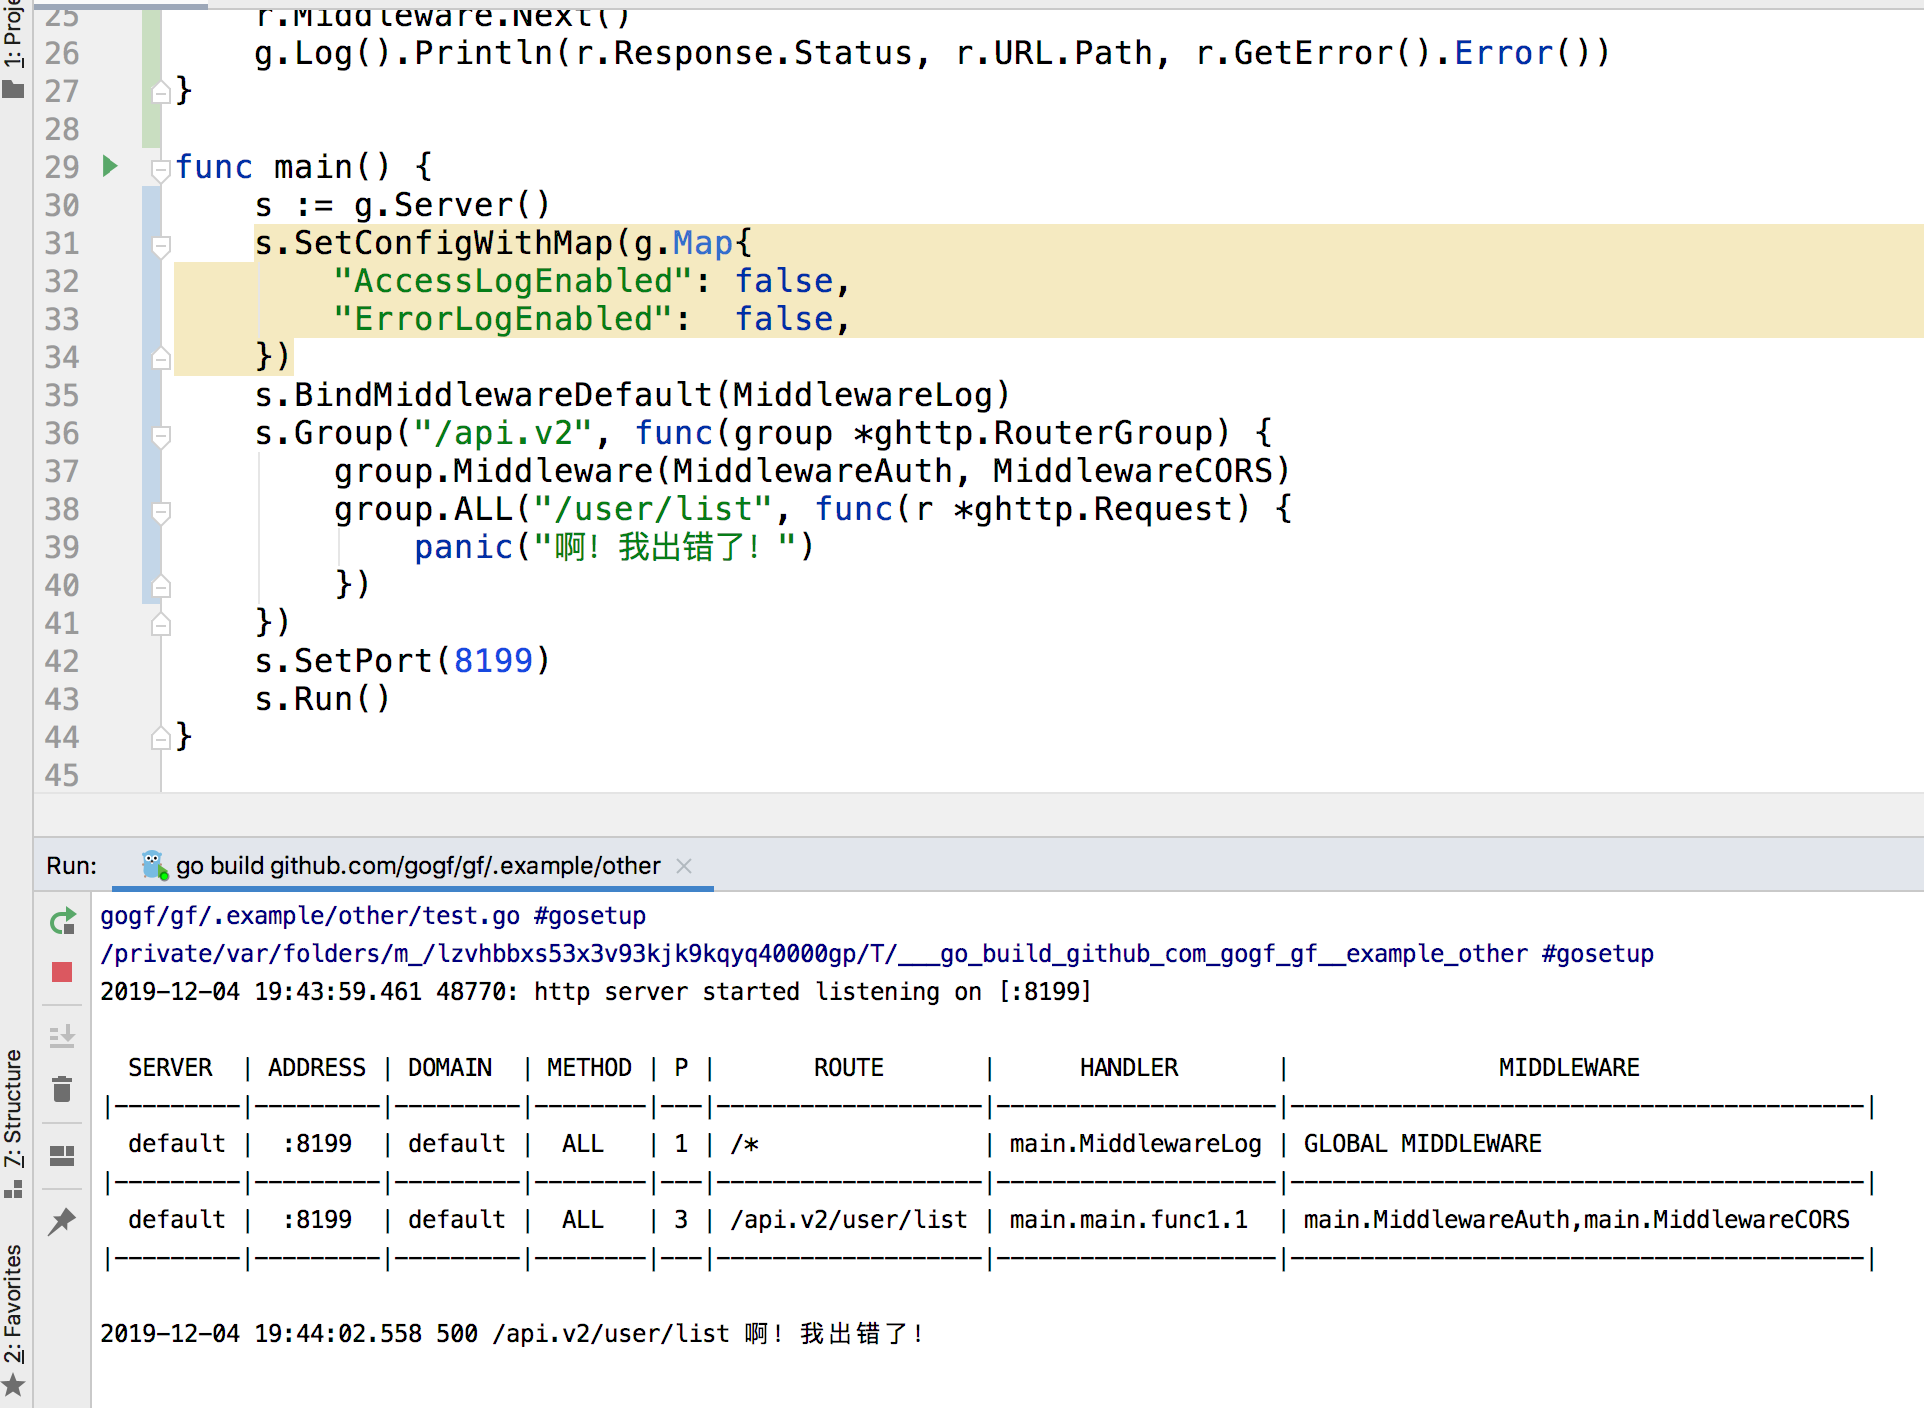 1: Proje
25 r.Middleware.Next()
26 g.Log().Println(r.Response.Status, r.URL.Path, r.GetError().Error())
27 }
28
29 func main() {
30 s := g.Server()
31 s.SetConfigWithMap(g.Map{
32 "AccessLogEnabled": false,
33 "ErrorLogEnabled":  false,
34 })
35 s.BindMiddlewareDefault(MiddlewareLog)
36 s.Group("/api.v2", func(group *ghttp.RouterGroup) {
37 group.Middleware(MiddlewareAuth, MiddlewareCORS)
38 group.ALL("/user/list", func(r *ghttp.Request) {
39 panic("啊！我出错了！")
40 })
41 })
42 s.SetPort(8199)
43 s.Run()
44 }
45
Run: go build github.com/gogf/gf/.example/other
gogf/gf/.example/other/test.go #gosetup
/private/var/folders/m_/lzvhbbxs53x3v93kjk9kqyq40000gp/T/___go_build_github_com_gogf_gf__example_other #gosetup
2019-12-04 19:43:59.461 48770: http server started listening on [:8199]
SERVER | ADDRESS | DOMAIN | METHOD | P | ROUTE | HANDLER | MIDDLEWARE
|---------|---------|---------|--------|---|-------------------|--------------------|-----------------------------------------|
default | :8199 | default | ALL | 1 | /* | main.MiddlewareLog | GLOBAL MIDDLEWARE
|---------|---------|---------|--------|---|-------------------|--------------------|-----------------------------------------|
default | :8199 | default | ALL | 3 | /api.v2/user/list | main.main.func1.1 | main.MiddlewareAuth,main.MiddlewareCORS
|---------|---------|---------|--------|---|-------------------|--------------------|-----------------------------------------|
2019-12-04 19:44:02.558 500 /api.v2/user/list 啊！我出错了！
7: Structure
2: Favorites